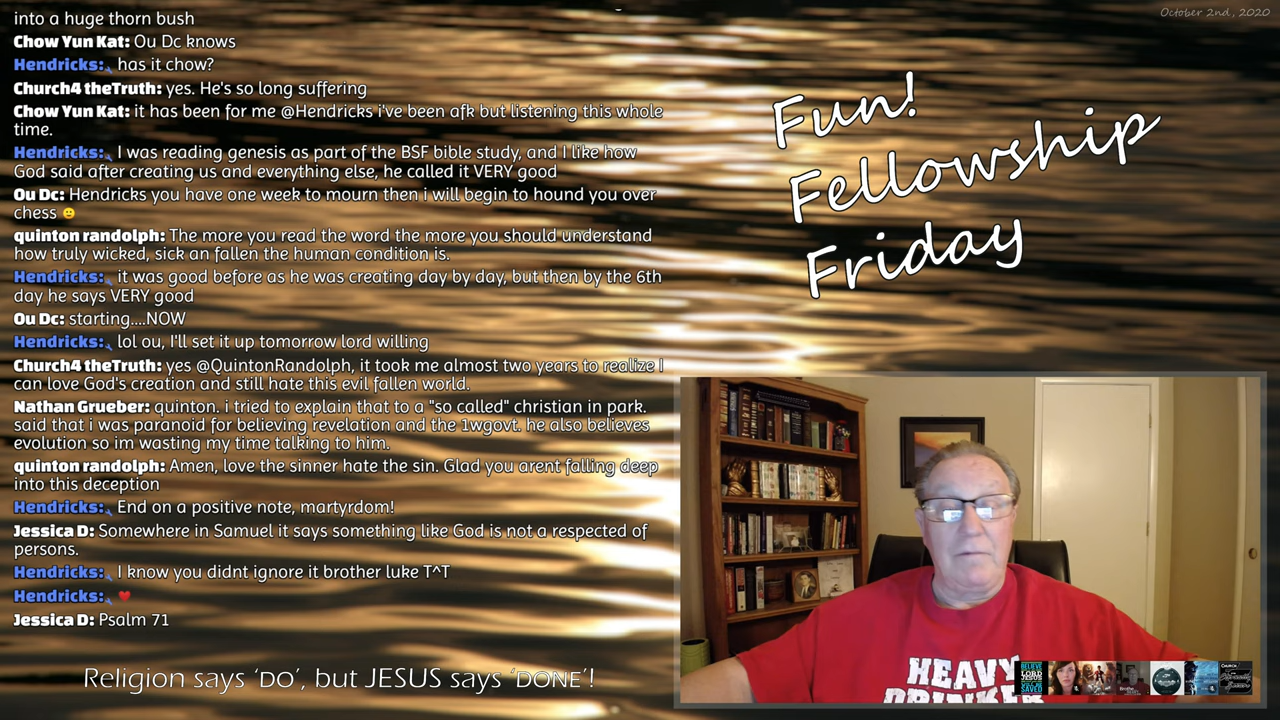 into a huge thorn bush
Chow Yun Kat: Ou Dc knows
Hendricks: has it chow?
Church4 theTruth: yes. He's so long suffering
Chow Yun Kat: it has been for me @Hendricks i've been afk but listening this whole
time.
Hendricks: I was reading genesis as part of the BSF bible study, and I like how
God said after creating us and everything else, he called it VERY good
Ou Dc: Hendricks you have one week to mourn then i will begin to hound you over
chess 🙂
quinton randolph: The more you read the word the more you should understand
how truly wicked, sick an fallen the human condition is.
Hendricks: it was good before as he was creating day by day, but then by the 6th
day he says VERY good
Ou Dc: starting....NOW
Hendricks: lol ou, I'll set it up tomorrow lord willing
Church4 theTruth: yes @QuintonRandolph, it took me almost two years to realize I
can love God's creation and still hate this evil fallen world.
Nathan Grueber: quinton. i tried to explain that to a "so called" christian in park.
said that i was paranoid for believing revelation and the 1wgovt. he also believes
evolution so im wasting my time talking to him.
quinton randolph: Amen, love the sinner hate the sin. Glad you arent falling deep
into this deception
Hendricks: End on a positive note, martyrdom!
Jessica D: Somewhere in Samuel it says something like God is not a respected of
persons.
Hendricks: I know you didnt ignore it brother luke T^T
Hendricks: ♥
Jessica D: Psalm 71
Religion says 'DO', but JESUS says 'DONE'!
October 2nd, 2020
Fun!
Fellowship
Friday
HEAVY
DRINKER
BELIEVE
LORD
JESUS
SAVED
CHURCH